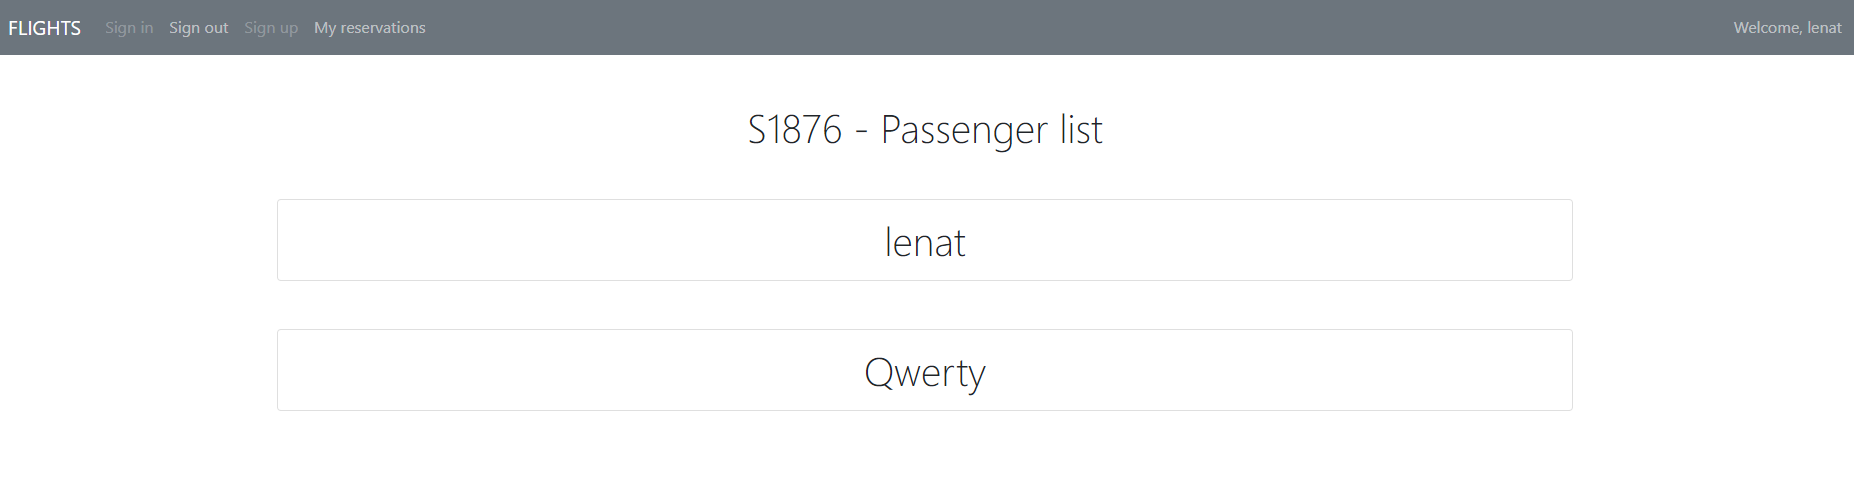 FLIGHTS Sign in Sign out Sign up My reservations Welcome, lenat
S1876 - Passenger list
lenat
Qwerty